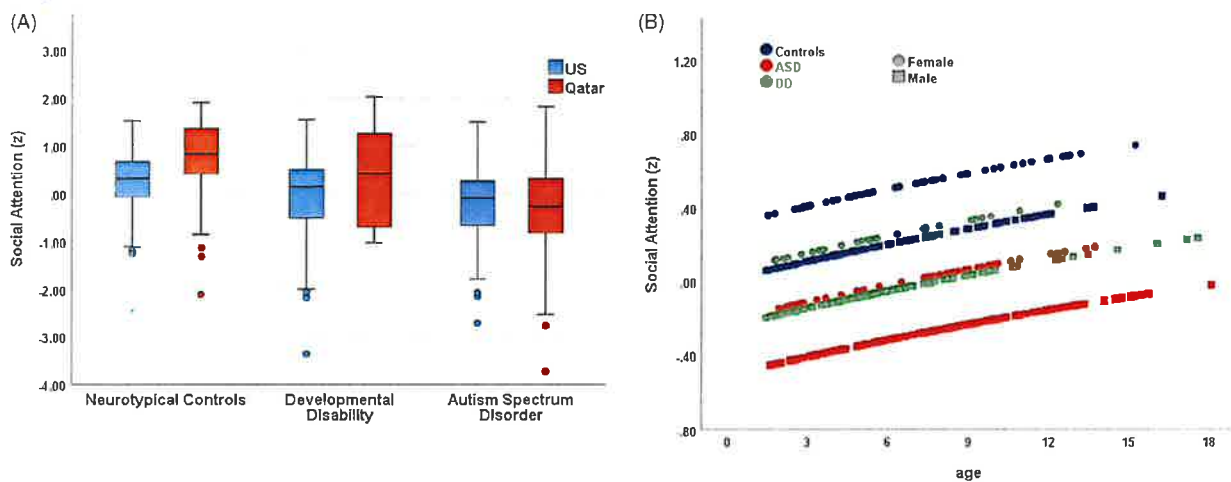 (A)
3.00
2.00
1.00
.00
-1.00
-2.00
-3.00
-4.00
Social Attention (z)
US
Qatar
Neurotypical Controls
Developmental
Disability
Autism Spectrum
Disorder
(B)
1.20
.80
.40
.00
-.40
-.80
Social Attention (z)
Controls
ASD
DD
Female
Male
0
3
6
9
12
15
18
age